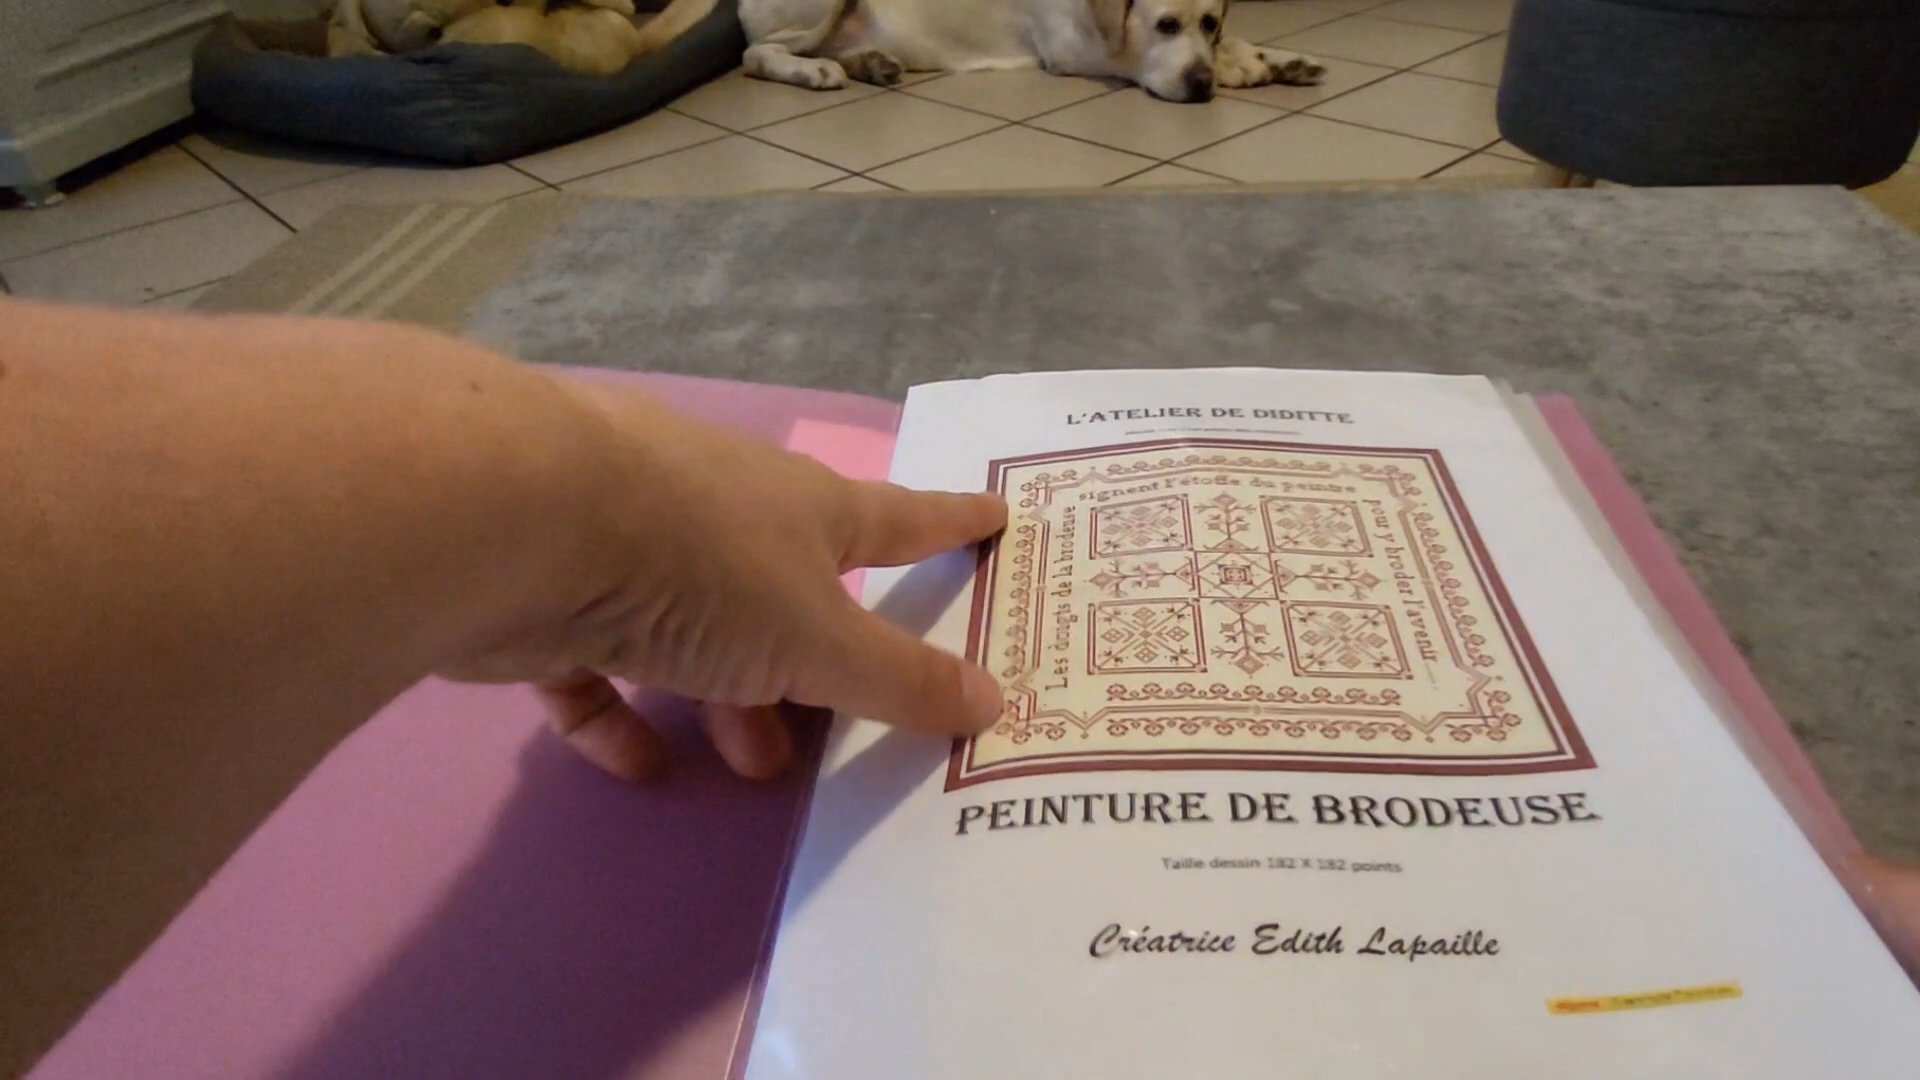 L'ATELIER DE DIDITTE
Les doigts de la brodeuse
signent l'étoffe du peintre
pour y broder l'avenir
PEINTURE DE BRODEUSE
Taille dessin 182 X 182 points
Créatrice Edith Lapaille